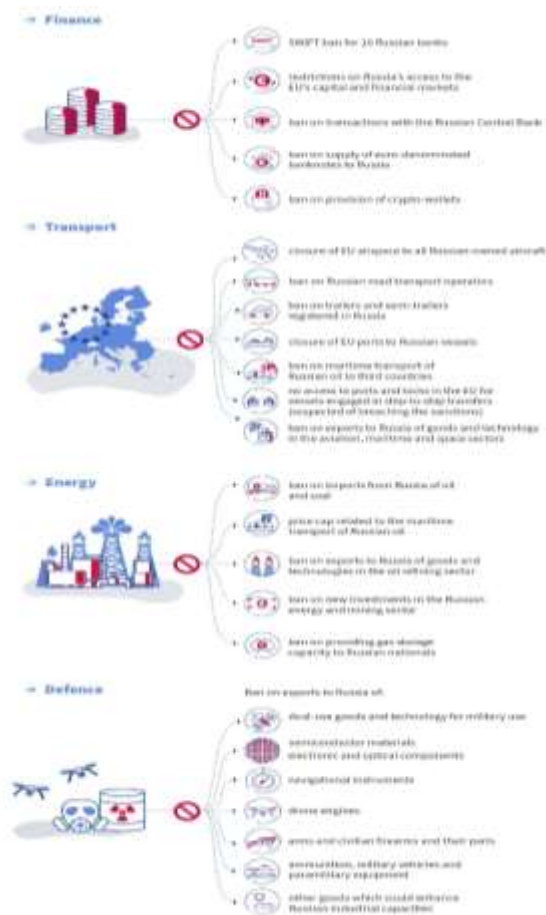 Finance
SWIFT ban for 10 Russian banks
restrictions on Russia's access to the
EU's capital and financial markets
ban on transactions with the Russian Central Bank
ban on supply of euro-denominated
banknotes to Russia
ban on provision of crypto-wallets
Transport
closure of EU airspace to all Russian-owned aircraft
ban on Russian road transport operators
ban on trailers and semi-trailers
registered in Russia
closure of EU ports to Russian vessels
ban on maritime transport of
Russian oil to third countries
no access to ports and locks in the EU for
vessels engaged in ship-to-ship transfers
(suspected of breaching the sanctions)
ban on exports to Russia of goods and technology
in the aviation, maritime and space sectors
Energy
ban on imports from Russia of oil
and coal
price cap related to the maritime
transport of Russian oil
ban on exports to Russia of goods and
technologies in the oil refining sector
ban on new investments in the Russian
energy and mining sector
ban on providing gas storage
capacity to Russian nationals
Defence
Ban on exports to Russia of:
dual-use goods and technology for military use
semiconductor materials
electronic and optical components
navigational instruments
drone engines
arms and civilian firearms and their parts
ammunition, military vehicles and
paramilitary equipment
other goods which could enhance
Russian industrial capacities